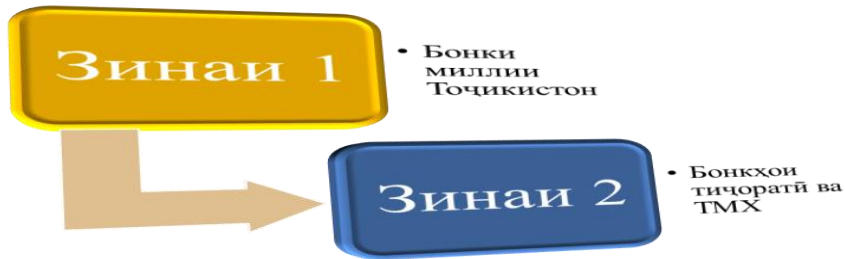 Зинаи 1
• Бонки
миллии
Тоҷикистон
Зинаи 2
• Бонкҳои
тиҷоратӣ ва
ТМХ